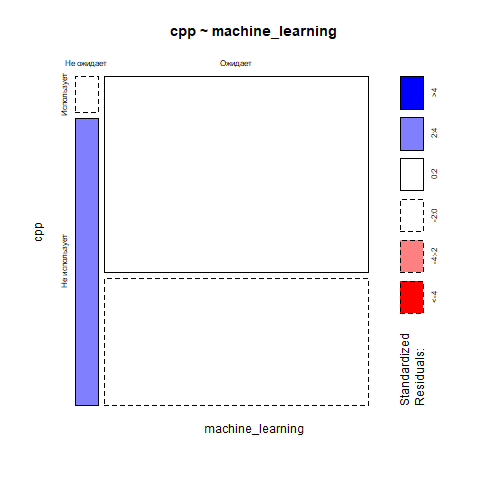 cpp ~ machine_learning
Не ожидает
Ожидает
Использует
Не использует
cpp
machine_learning
>4
2:4
0:2
-2:0
-4:-2
<-4
Standardized
Residuals: